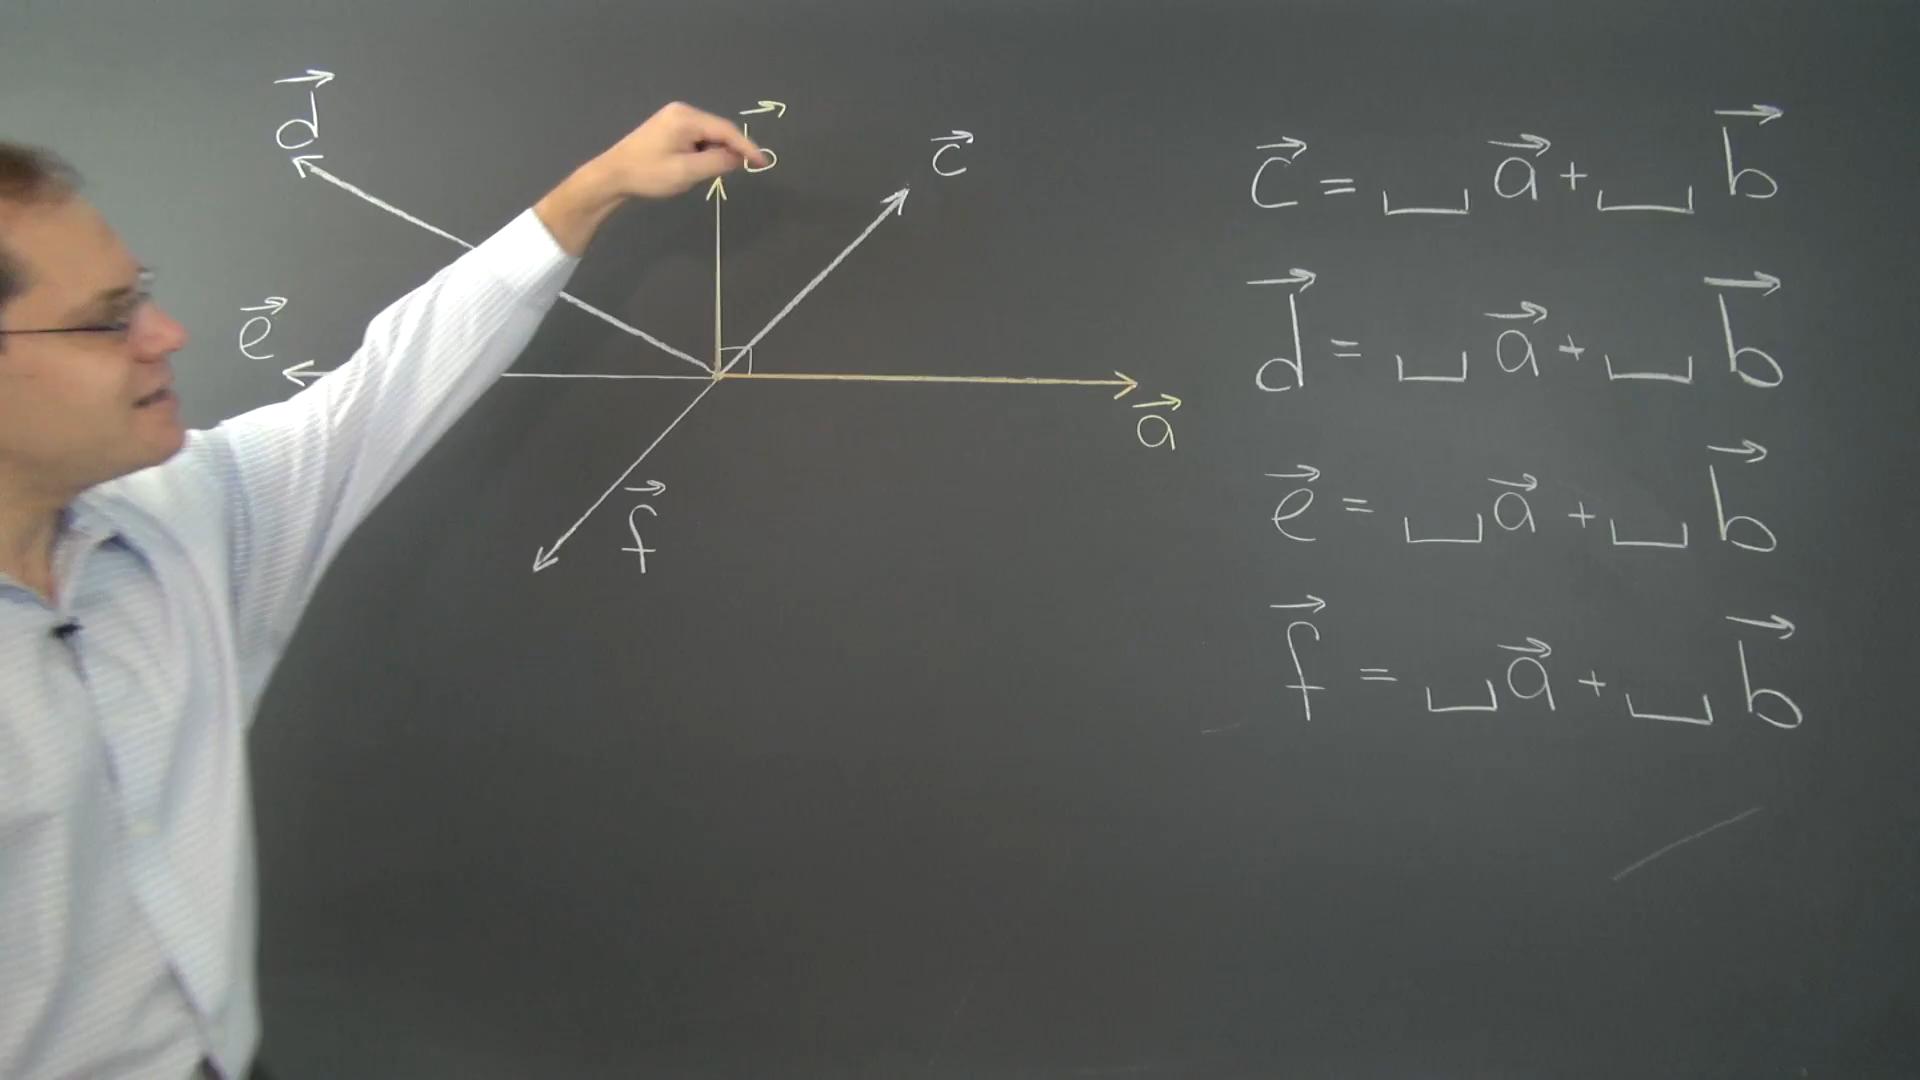 d⃗
b⃗
c⃗
e⃗
a⃗
f⃗
c⃗ = ⎵ a⃗ + ⎵ b⃗
d⃗ = ⎵ a⃗ + ⎵ b⃗
e⃗ = ⎵ a⃗ + ⎵ b⃗
f⃗ = ⎵ a⃗ + ⎵ b⃗